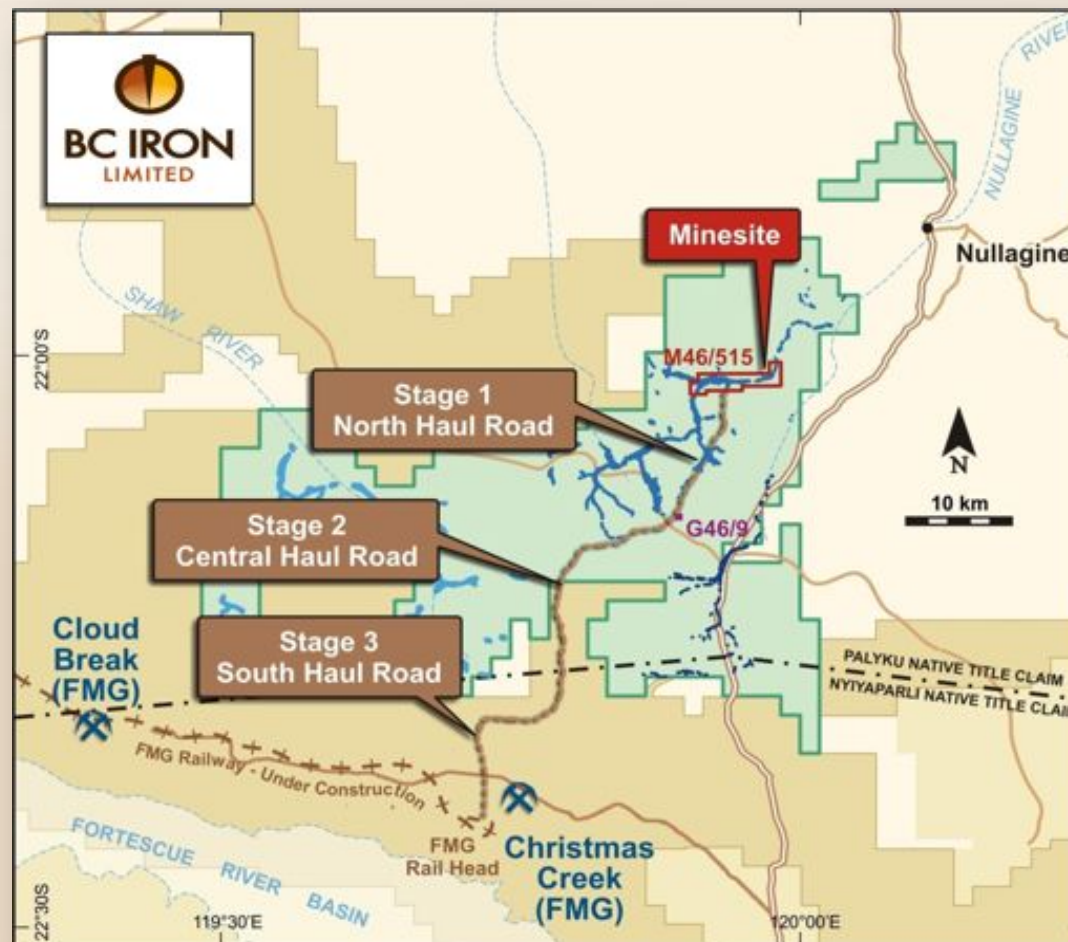 BC IRON
LIMITED
RIVER
NULLAGINE
Nullagine
Minesite
SHAW RIVER
22°00'S
M46/515
Stage 1
North Haul Road
N
10 km
Stage 2
Central Haul Road
G46/9
Stage 3
South Haul Road
Cloud
Break
(FMG)
PALYKU NATIVE TITLE CLAIM
NYIYAPARLI NATIVE TITLE CLAIM
FMG Railway - Under Construction
FORTESCUE RIVER BASIN
FMG
Rail Head
Christmas
Creek
(FMG)
22°30'S
119°30'E
120°00'E